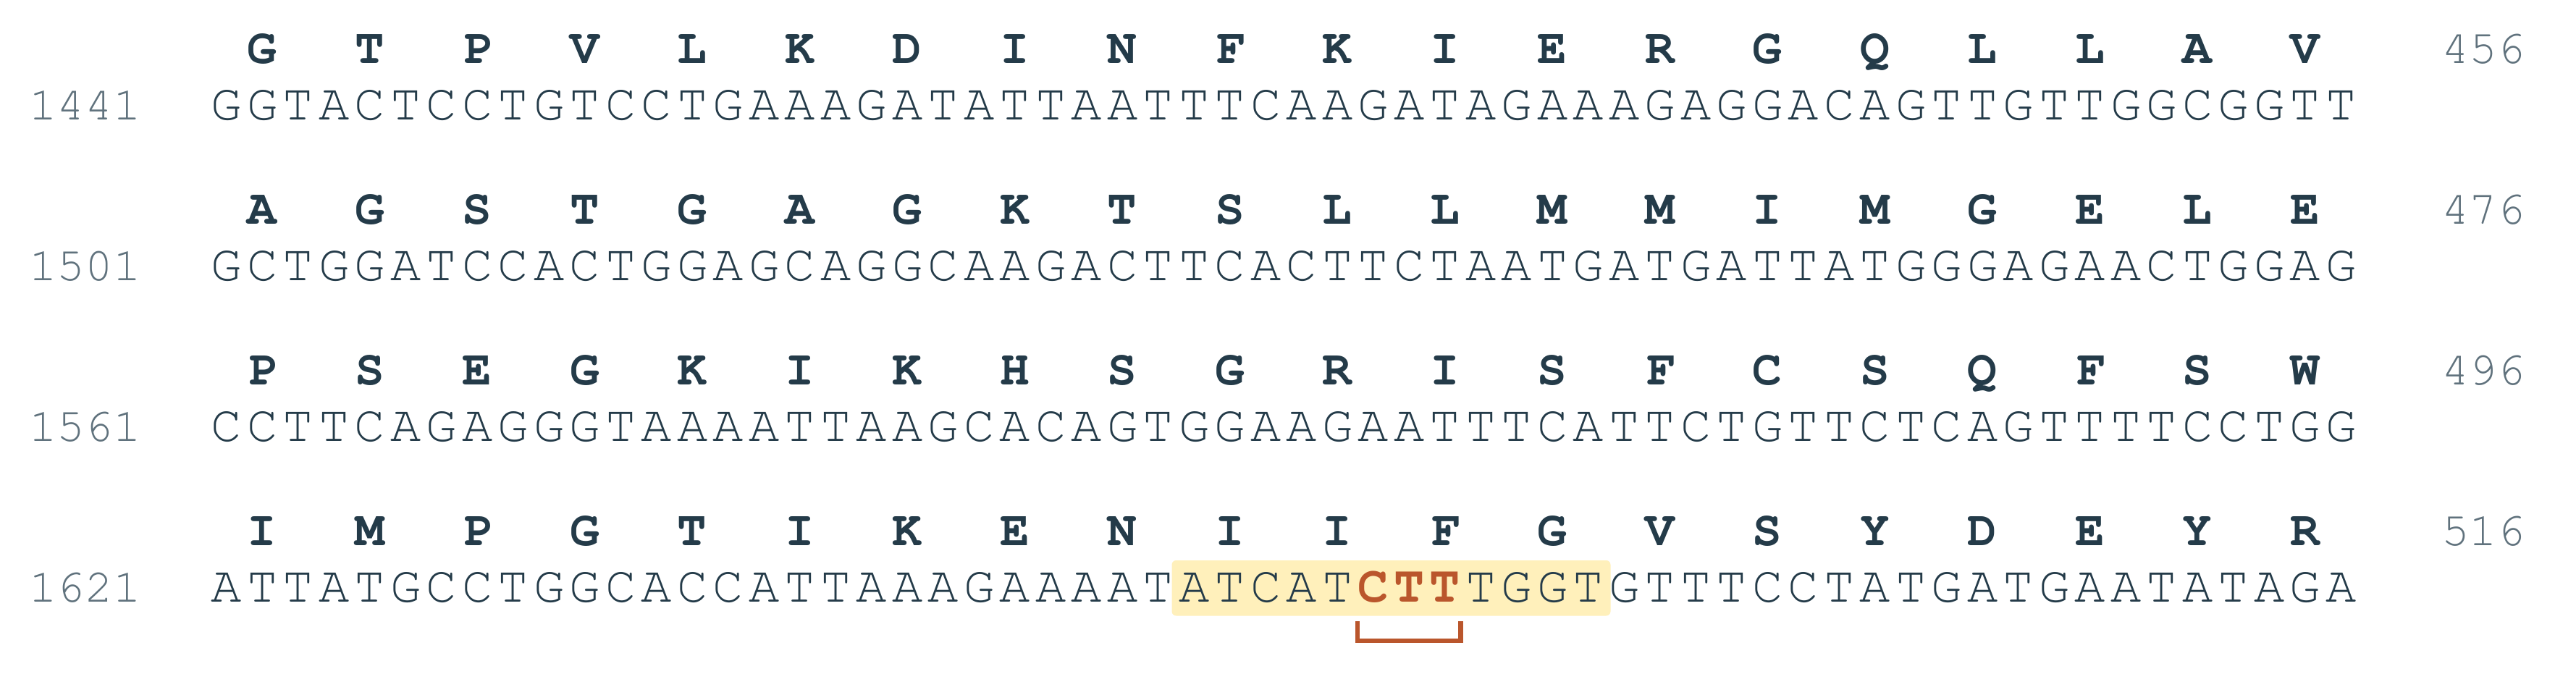 G T P V L K D I N F K I E R G Q L L A V 456
1441 GGTACTCCTGTCCTGAAAGATATTAATTTCAAGATAGAAAGAGGACAGTTGTTGGCGGTT
A G S T G A G K T S L L M M I M G E L E 476
1501 GCTGGATCCACTGGAGCAGGCAAGACTTCACTTCTAATGATGATTATGGGAGAACTGGAG
P S E G K I K H S G R I S F C S Q F S W 496
1561 CCTTCAGAGGGTAAAATTAAGCACAGTGGAAGAATTTCATTCTGTTCTCAGTTTTCCTGG
I M P G T I K E N I I F G V S Y D E Y R 516
1621 ATTATGCCTGGCACCATTAAAGAAAATATCATCTTTGGTGTTTCCTATGATGAATATAGA